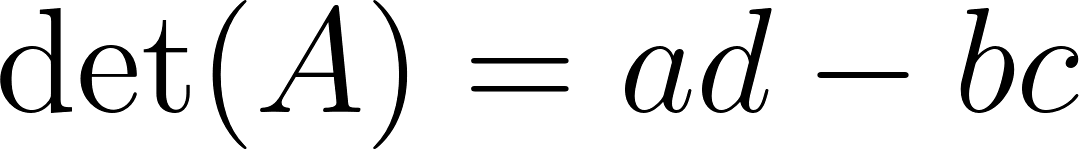 det(A) = ad − bc